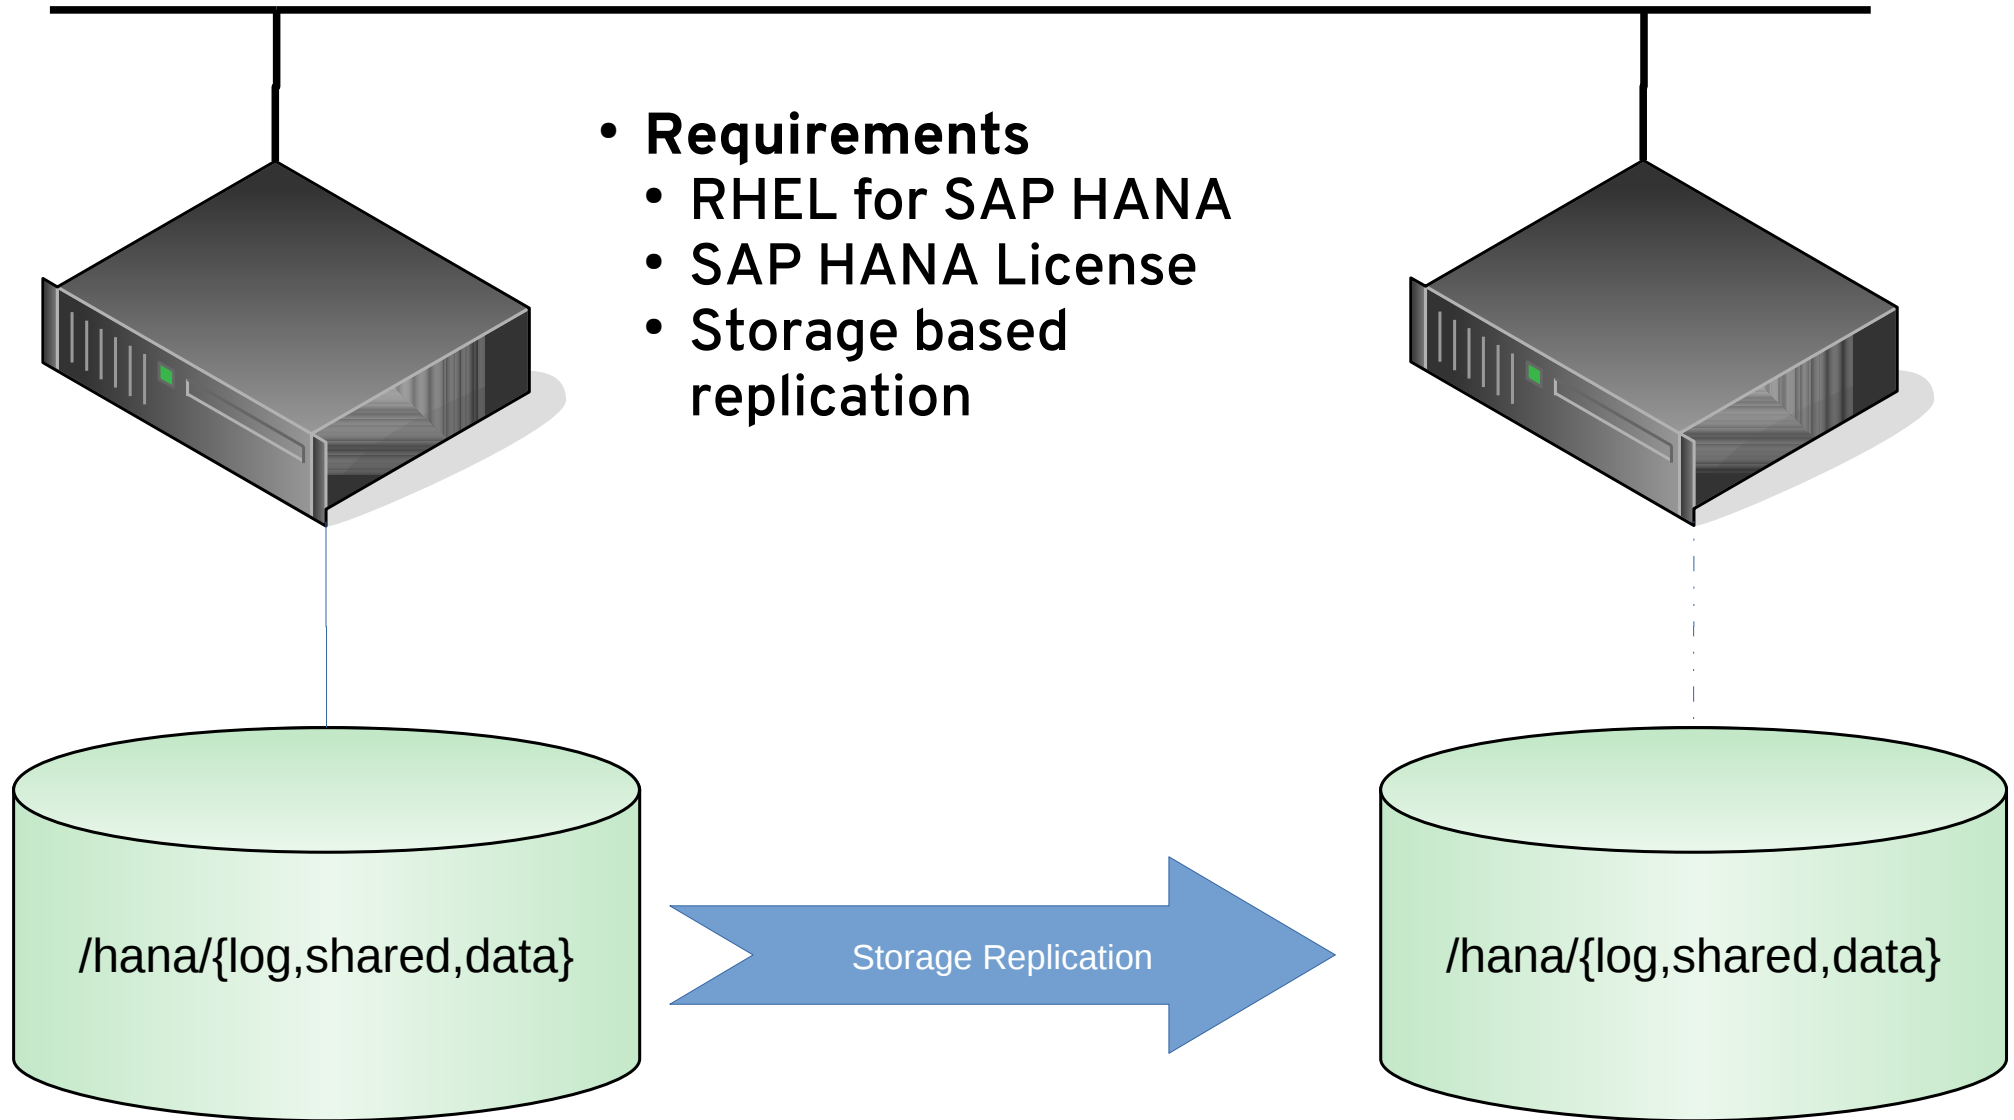 • Requirements
• RHEL for SAP HANA
• SAP HANA License
• Storage based
replication
/hana/{log,shared,data}
Storage Replication
/hana/{log,shared,data}